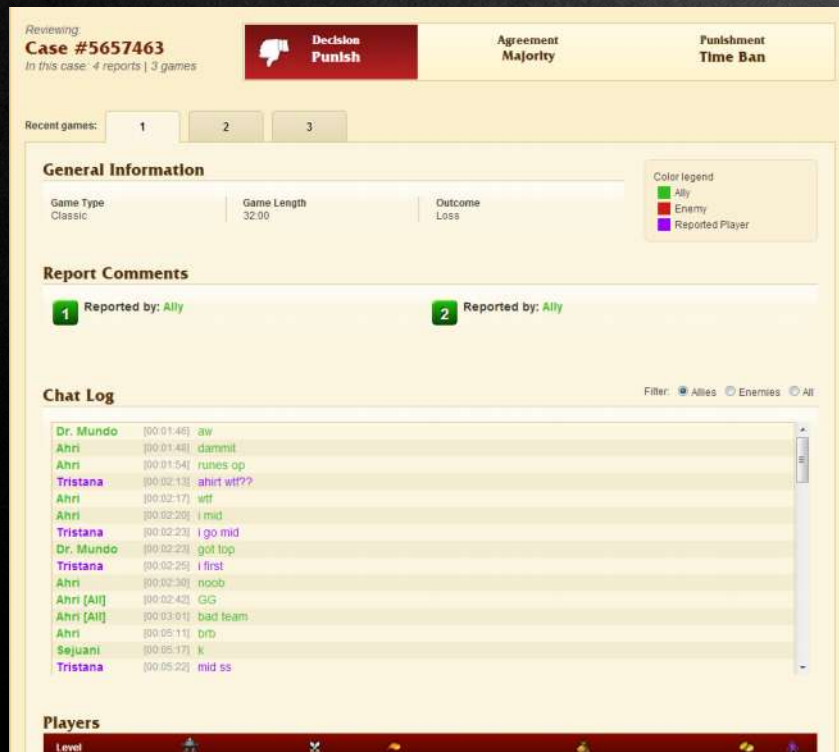 Reviewing:
Case #5657463
In this case: 4 reports | 3 games
Decision
Punish
Agreement
Majority
Punishment
Time Ban
Recent games: 1 2 3
General Information
Game Type
Classic
Game Length
32:00
Outcome
Loss
Color legend
Ally
Enemy
Reported Player
Report Comments
1 Reported by: Ally
2 Reported by: Ally
Chat Log
Filter: Allies Enemies All
Dr. Mundo [00:01:46] aw
Ahri [00:01:48] dammit
Ahri [00:01:54] runes op
Tristana [00:02:13] ahirt wtf??
Ahri [00:02:17] wtf
Ahri [00:02:20] i mid
Tristana [00:02:23] i go mid
Dr. Mundo [00:02:23] got top
Tristana [00:02:25] i first
Ahri [00:02:30] noob
Ahri [All] [00:02:42] GG
Ahri [All] [00:03:01] bad team
Ahri [00:05:11] brb
Sejuani [00:05:17] k
Tristana [00:05:22] mid ss
Players
Level